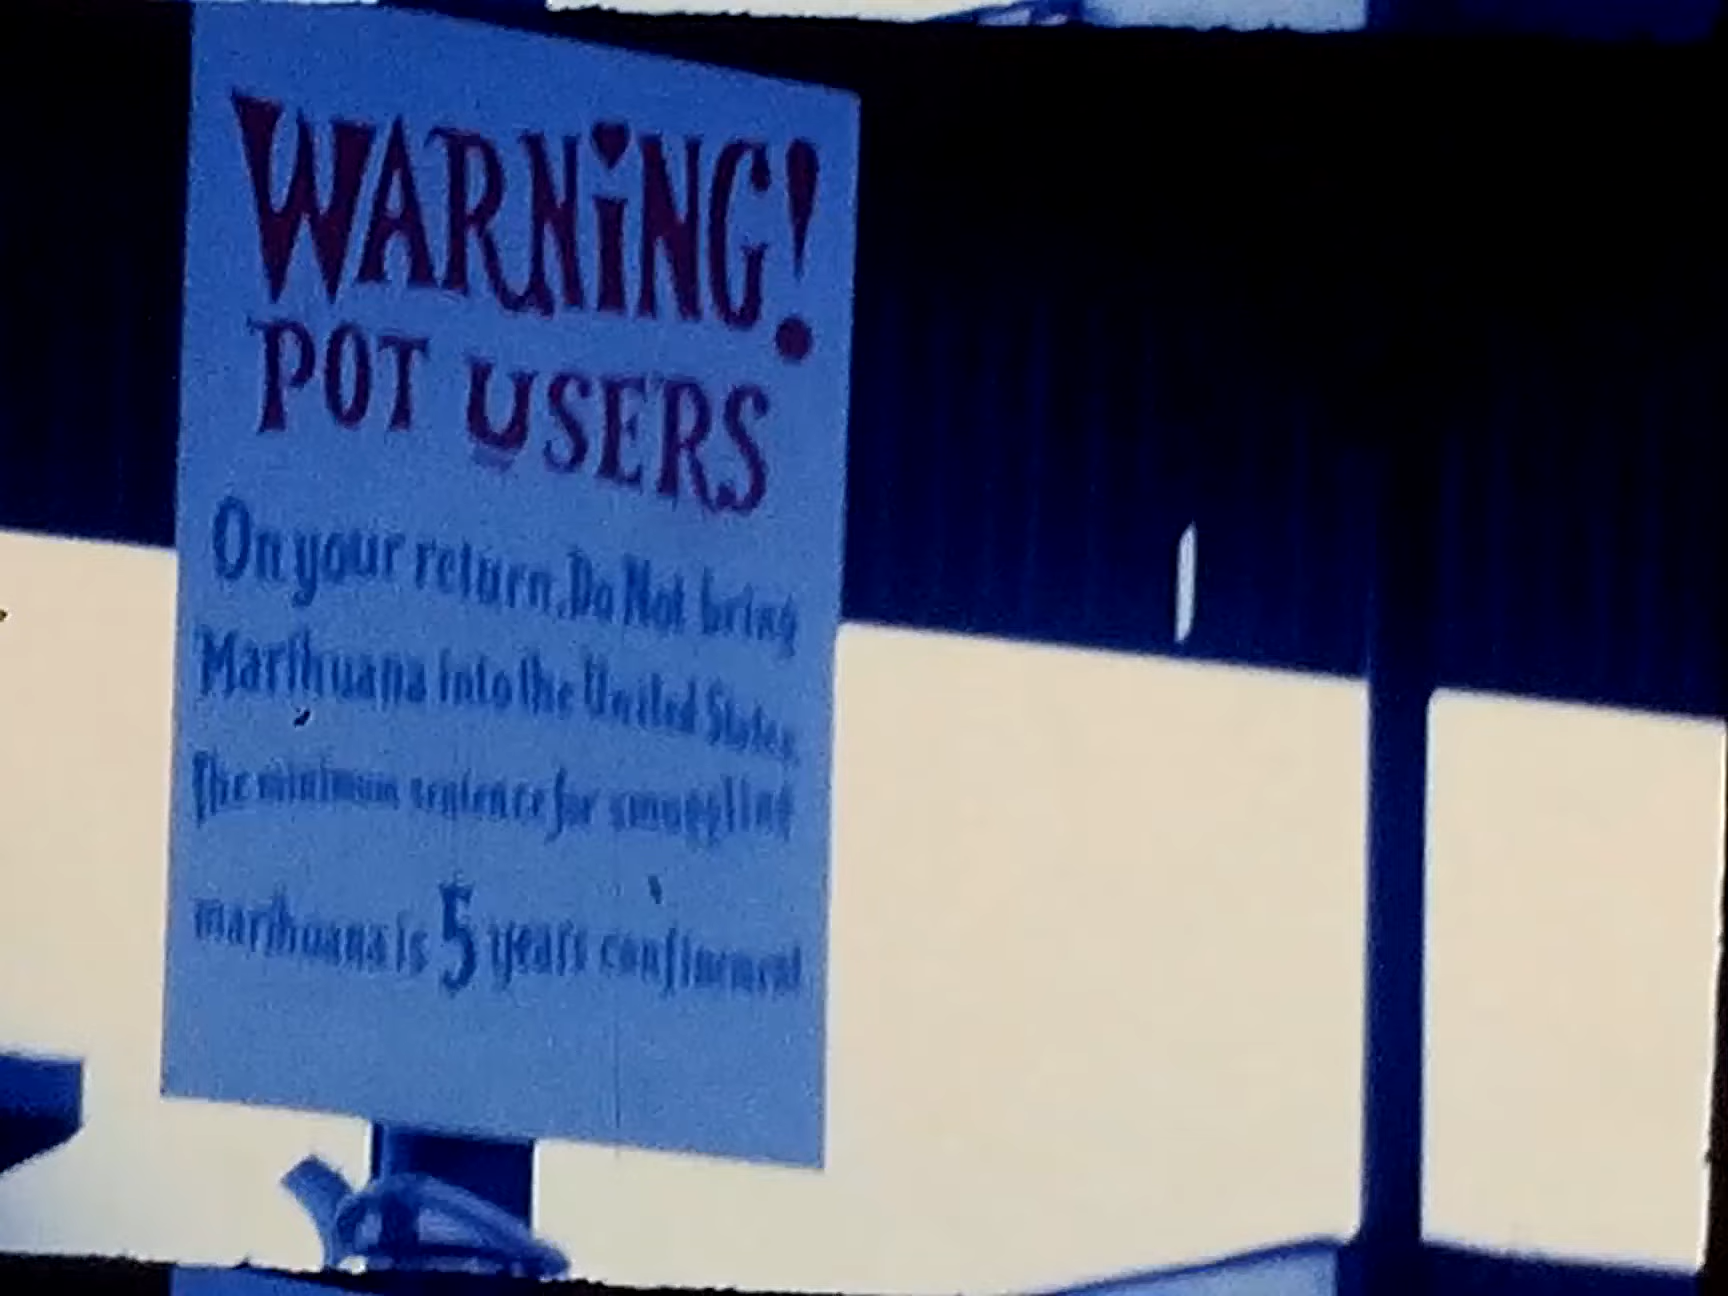 WARNiNG!
POT USERS
On your return, Do Not bring
Marihuana into the United States.
The minimum sentence for smuggling
marihuana is 5 years confinement